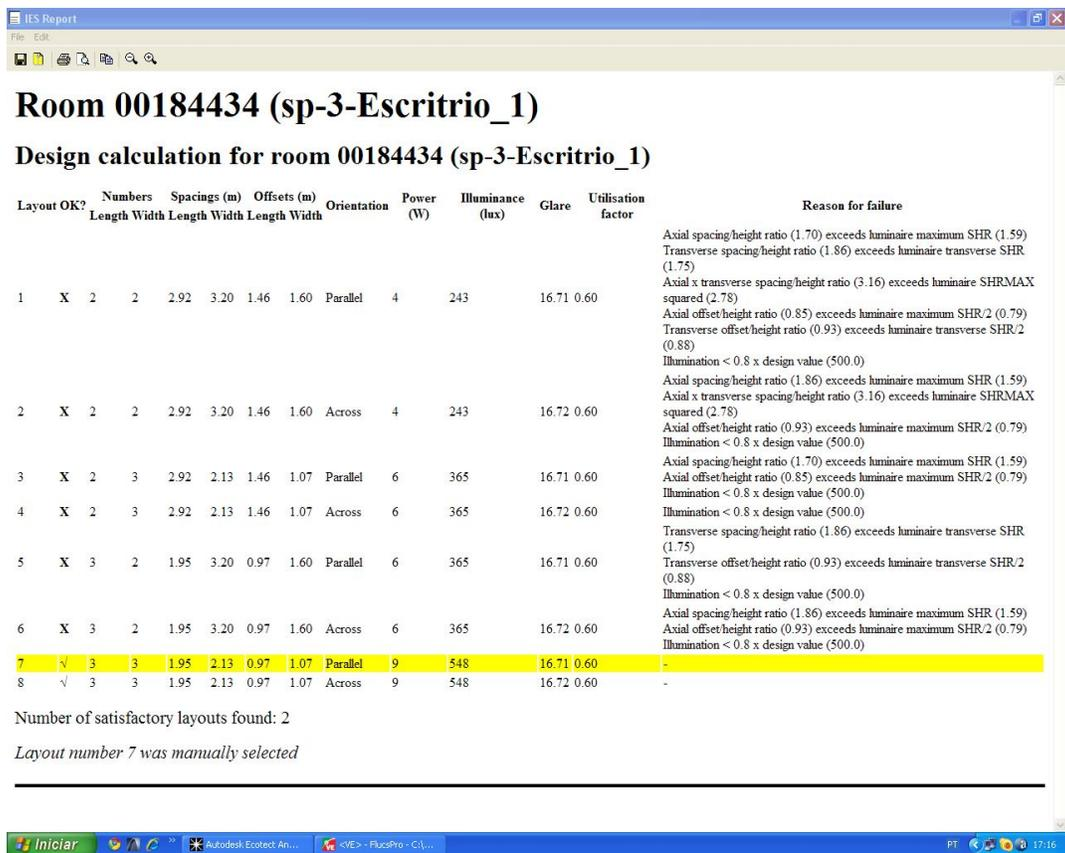 IES Report
File Edit
Room 00184434 (sp-3-Escritrio_1)
Design calculation for room 00184434 (sp-3-Escritrio_1)
Layout OK? Numbers Spacings (m) Offsets (m) Orientation Power (W) Illuminance (lux) Glare Utilisation factor Reason for failure
Length Width Length Width Length Width
1 X 2 2 2.92 3.20 1.46 1.60 Parallel 4 243 16.71 0.60
Axial spacing/height ratio (1.70) exceeds luminaire maximum SHR (1.59)
Transverse spacing/height ratio (1.86) exceeds luminaire transverse SHR
(1.75)
Axial x transverse spacing/height ratio (3.16) exceeds luminaire SHRMAX
squared (2.78)
Axial offset/height ratio (0.85) exceeds luminaire maximum SHR/2 (0.79)
Transverse offset/height ratio (0.93) exceeds luminaire transverse SHR/2
(0.88)
Illumination < 0.8 x design value (500.0)
2 X 2 2 2.92 3.20 1.46 1.60 Across 4 243 16.72 0.60
Axial spacing/height ratio (1.86) exceeds luminaire maximum SHR (1.59)
Axial x transverse spacing/height ratio (3.16) exceeds luminaire SHRMAX
squared (2.78)
Axial offset/height ratio (0.93) exceeds luminaire maximum SHR/2 (0.79)
Illumination < 0.8 x design value (500.0)
3 X 2 3 2.92 2.13 1.46 1.07 Parallel 6 365 16.71 0.60
Axial spacing/height ratio (1.70) exceeds luminaire maximum SHR (1.59)
Axial offset/height ratio (0.85) exceeds luminaire maximum SHR/2 (0.79)
Illumination < 0.8 x design value (500.0)
4 X 2 3 2.92 2.13 1.46 1.07 Across 6 365 16.72 0.60 Illumination < 0.8 x design value (500.0)
5 X 3 2 1.95 3.20 0.97 1.60 Parallel 6 365 16.71 0.60
Transverse spacing/height ratio (1.86) exceeds luminaire transverse SHR
(1.75)
Transverse offset/height ratio (0.93) exceeds luminaire transverse SHR/2
(0.88)
Illumination < 0.8 x design value (500.0)
6 X 3 2 1.95 3.20 0.97 1.60 Across 6 365 16.72 0.60
Axial spacing/height ratio (1.86) exceeds luminaire maximum SHR (1.59)
Axial offset/height ratio (0.93) exceeds luminaire maximum SHR/2 (0.79)
Illumination < 0.8 x design value (500.0)
7 √ 3 3 1.95 2.13 0.97 1.07 Parallel 9 548 16.71 0.60 -
8 √ 3 3 1.95 2.13 0.97 1.07 Across 9 548 16.72 0.60 -
Number of satisfactory layouts found: 2
Layout number 7 was manually selected
Iniciar » Autodesk Ecotect An... <VE> - FlucsPro - C:\... PT 17:16